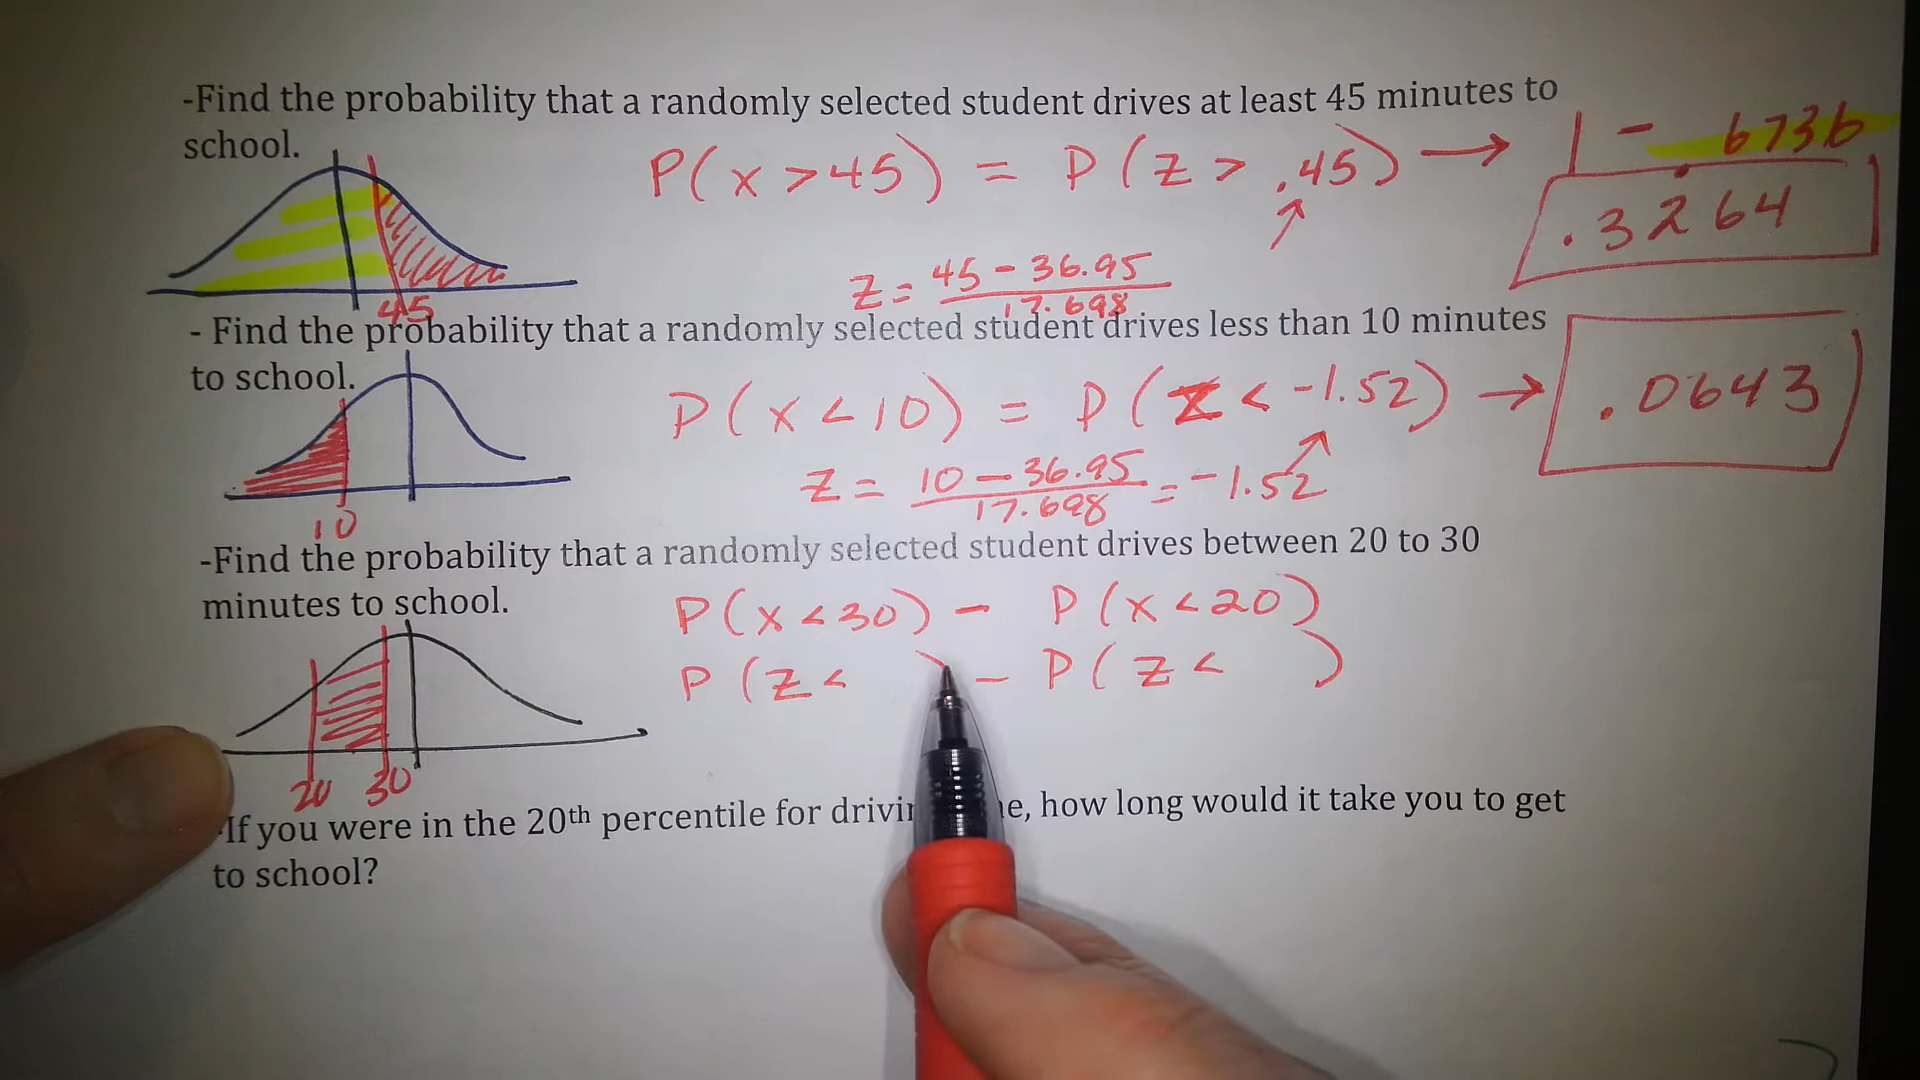 -Find the probability that a randomly selected student drives at least 45 minutes to
school.
P(x > 45) = P(z > .45) → 1 - .6736
.3264
z = 45 - 36.95
17.698
45
- Find the probability that a randomly selected student drives less than 10 minutes
to school.
P(x < 10) = P(z < -1.52) → .0643
z = 10 - 36.95 = -1.52
17.698
10
-Find the probability that a randomly selected student drives between 20 to 30
minutes to school.
P(x < 30) - P(x < 20)
P(z < ) - P(z < )
20 30
-If you were in the 20th percentile for how long would it take you to get
to school?